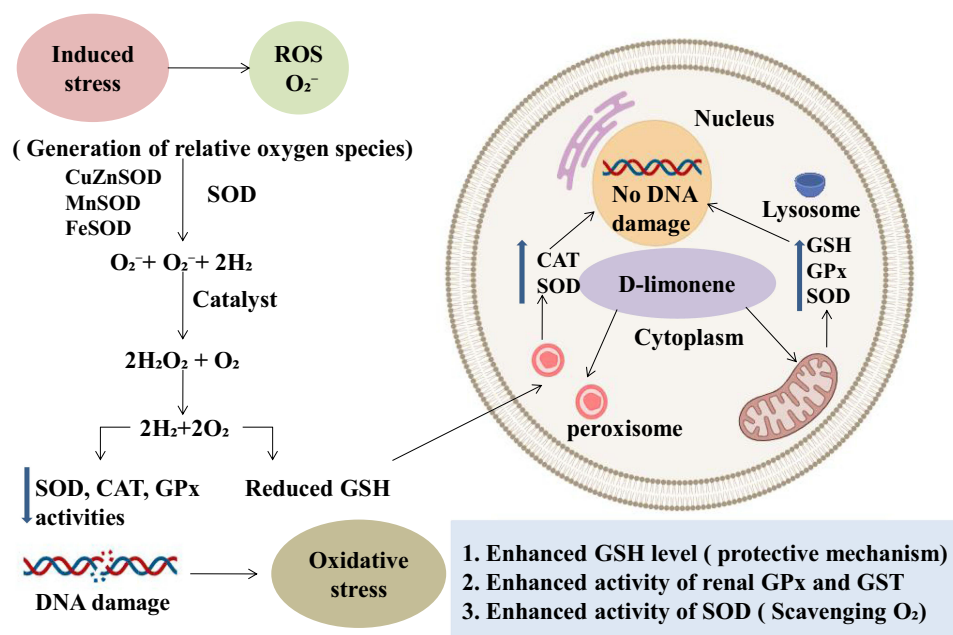 Induced
stress
ROS
O₂⁻
( Generation of relative oxygen species)
CuZnSOD
MnSOD
FeSOD
SOD
O₂⁻+ O₂⁻+ 2H₂
Catalyst
2H₂O₂ + O₂
2H₂+2O₂
SOD, CAT, GPx
activities
Reduced GSH
DNA damage
Oxidative
stress
Nucleus
No DNA
damage
Lysosome
CAT
SOD
GSH
GPx
SOD
D-limonene
Cytoplasm
peroxisome
1. Enhanced GSH level ( protective mechanism)
2. Enhanced activity of renal GPx and GST
3. Enhanced activity of SOD ( Scavenging O₂)